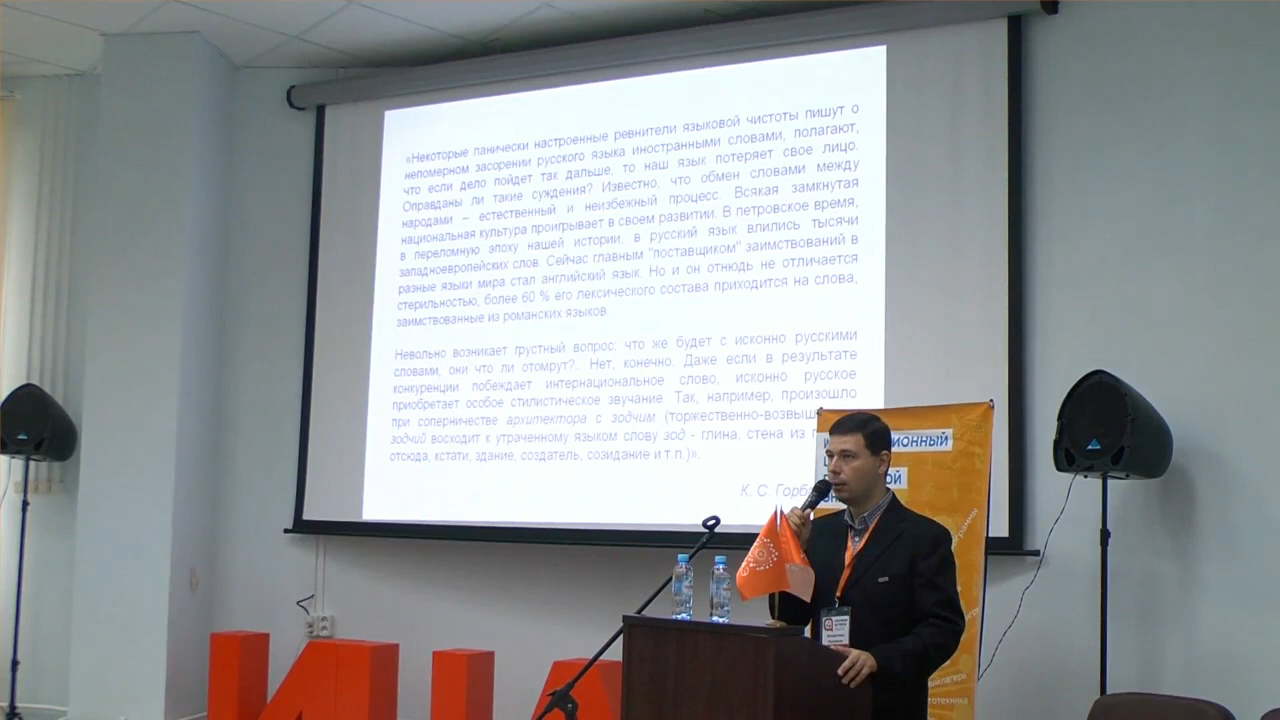 «Некоторые панически настроенные ревнители языковой чистоты пишут о
непомерном засорении русского языка иностранными словами, полагают,
что если дело пойдет так дальше, то наш язык потеряет свое лицо.
Оправданы ли такие суждения? Известно, что обмен словами между
народами – естественный и неизбежный процесс. Всякая замкнутая
национальная культура проигрывает в своем развитии. В петровское время,
в переломную эпоху нашей истории, в русский язык влились тысячи
западноевропейских слов. Сейчас главным "поставщиком" заимствований в
разные языки мира стал английский язык. Но и он отнюдь не отличается
стерильностью, более 60 % его лексического состава приходится на слова,
заимствованные из романских языков.
Невольно возникает грустный вопрос: что же будет с исконно русскими
словами, они что ли отомрут?.. Нет, конечно. Даже если в результате
конкуренции побеждает интернациональное слово, исконно русское
приобретает особое стилистическое звучание. Так, например, произошло
при соперничестве архитектора с зодчим (торжественно-возвыш
зодчий восходит к утраченному языком слову зод - глина, стена из
отсюда, кстати, здание, создатель, созидание и т.п.)».
К. С. Горб
ИЦ